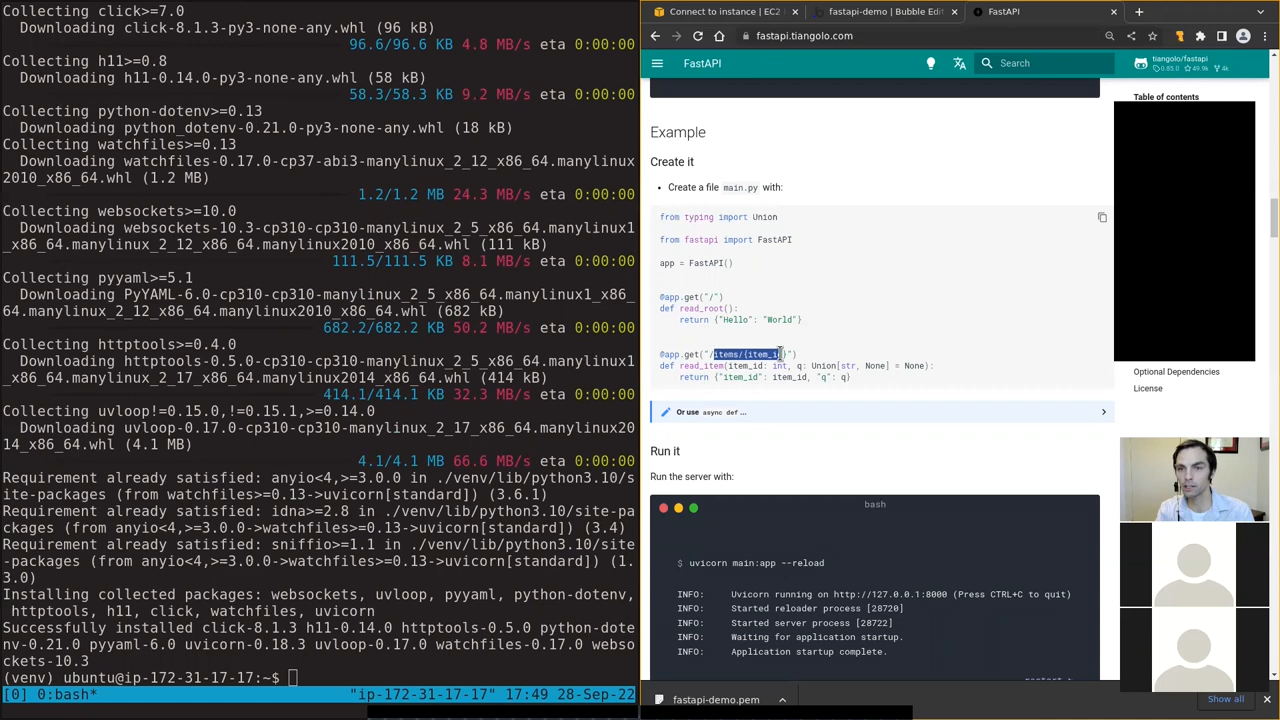 Collecting click>=7.0
  Downloading click-8.1.3-py3-none-any.whl (96 kB)
96.6/96.6 KB 4.8 MB/s eta 0:00:00
Collecting h11>=0.8
  Downloading h11-0.14.0-py3-none-any.whl (58 kB)
58.3/58.3 KB 9.2 MB/s eta 0:00:00
Collecting python-dotenv>=0.13
  Downloading python_dotenv-0.21.0-py3-none-any.whl (18 kB)
Collecting watchfiles>=0.13
  Downloading watchfiles-0.17.0-cp37-abi3-manylinux_2_12_x86_64.manylinux
2010_x86_64.whl (1.2 MB)
1.2/1.2 MB 24.3 MB/s eta 0:00:00
Collecting websockets>=10.0
  Downloading websockets-10.3-cp310-cp310-manylinux_2_5_x86_64.manylinux1
_x86_64.manylinux_2_12_x86_64.manylinux2010_x86_64.whl (111 kB)
111.5/111.5 KB 8.1 MB/s eta 0:00:00
Collecting pyyaml>=5.1
  Downloading PyYAML-6.0-cp310-cp310-manylinux_2_5_x86_64.manylinux1_x86_
64.manylinux_2_12_x86_64.manylinux2010_x86_64.whl (682 kB)
682.2/682.2 KB 50.2 MB/s eta 0:00:00
Collecting httptools>=0.4.0
  Downloading httptools-0.5.0-cp310-cp310-manylinux_2_5_x86_64.manylinux1
_x86_64.manylinux_2_17_x86_64.manylinux2014_x86_64.whl (414 kB)
414.1/414.1 KB 32.3 MB/s eta 0:00:00
Collecting uvloop!=0.15.0,!=0.15.1,>=0.14.0
  Downloading uvloop-0.17.0-cp310-cp310-manylinux_2_17_x86_64.manylinux20
14_x86_64.whl (4.1 MB)
4.1/4.1 MB 66.6 MB/s eta 0:00:00
Requirement already satisfied: anyio<4,>=3.0.0 in ./venv/lib/python3.10/s
ite-packages (from watchfiles>=0.13->uvicorn[standard]) (3.6.1)
Requirement already satisfied: idna>=2.8 in ./venv/lib/python3.10/site-pa
ckages (from anyio<4,>=3.0.0->watchfiles>=0.13->uvicorn[standard]) (3.4)
Requirement already satisfied: sniffio>=1.1 in ./venv/lib/python3.10/site
-packages (from anyio<4,>=3.0.0->watchfiles>=0.13->uvicorn[standard]) (1.
3.0)
Installing collected packages: websockets, uvloop, pyyaml, python-dotenv,
 httptools, h11, click, watchfiles, uvicorn
Successfully installed click-8.1.3 h11-0.14.0 httptools-0.5.0 python-dote
nv-0.21.0 pyyaml-6.0 uvicorn-0.18.3 uvloop-0.17.0 watchfiles-0.17.0 webso
ckets-10.3
(venv) ubuntu@ip-172-31-17-17:~$
[0] 0:bash* "ip-172-31-17-17" 17:49 28-Sep-22
Connect to instance | EC2
fastapi-demo | Bubble Edit
FastAPI
fastapi.tiangolo.com
FastAPI
Search
tiangolo/fastapi
0.85.0 49.9k 4k
Table of contents
Example
Create it
Create a file main.py with:
from typing import Union
from fastapi import FastAPI
app = FastAPI()
@app.get("/")
def read_root():
    return {"Hello": "World"}
@app.get("/items/{item_id}")
def read_item(item_id: int, q: Union[str, None] = None):
    return {"item_id": item_id, "q": q}
Or use async def...
Run it
Run the server with:
bash
$ uvicorn main:app --reload
INFO: Uvicorn running on http://127.0.0.1:8000 (Press CTRL+C to quit)
INFO: Started reloader process [28720]
INFO: Started server process [28722]
INFO: Waiting for application startup.
INFO: Application startup complete.
Optional Dependencies
License
fastapi-demo.pem
Show all